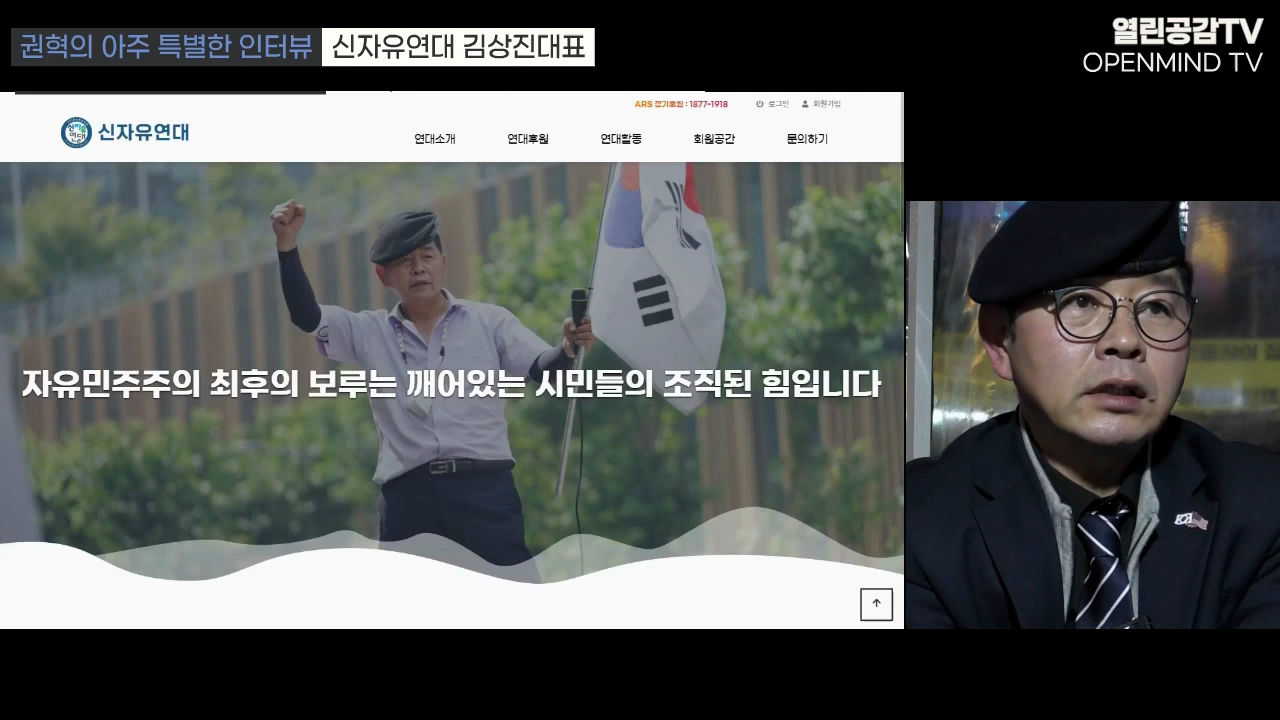 권혁의 아주 특별한 인터뷰 신자유연대 김상진대표
열린공감TV
OPENMIND TV
ARS 정기후원 : 1877-1918 로그인 회원가입
신자유연대
연대소개 연대후원 연대활동 회원공간 문의하기
자유민주주의 최후의 보루는 깨어있는 시민들의 조직된 힘입니다